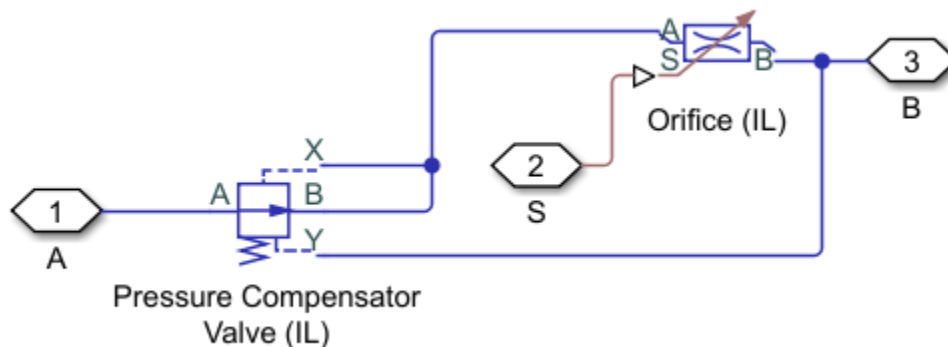 A
S
B
Orifice (IL)
3
B
2
S
X
A
B
Y
1
A
Pressure Compensator
Valve (IL)